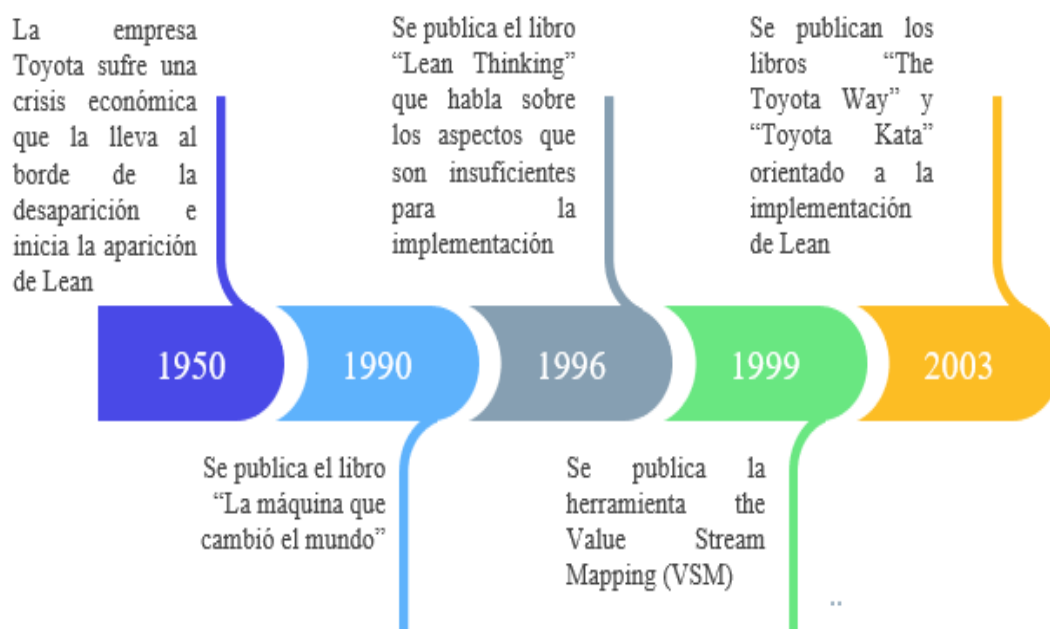 La empresa
Toyota sufre una
crisis económica
que la lleva al
borde de la
desaparición e
inicia la aparición
de Lean
Se publica el libro
“Lean Thinking”
que habla sobre
los aspectos que
son insuficientes
para la
implementación
Se publican los
libros “The
Toyota Way” y
“Toyota Kata”
orientado a la
implementación
de Lean
1950
1990
1996
1999
2003
Se publica el libro
“La máquina que
cambió el mundo”
Se publica la
herramienta the
Value Stream
Mapping (VSM)
..